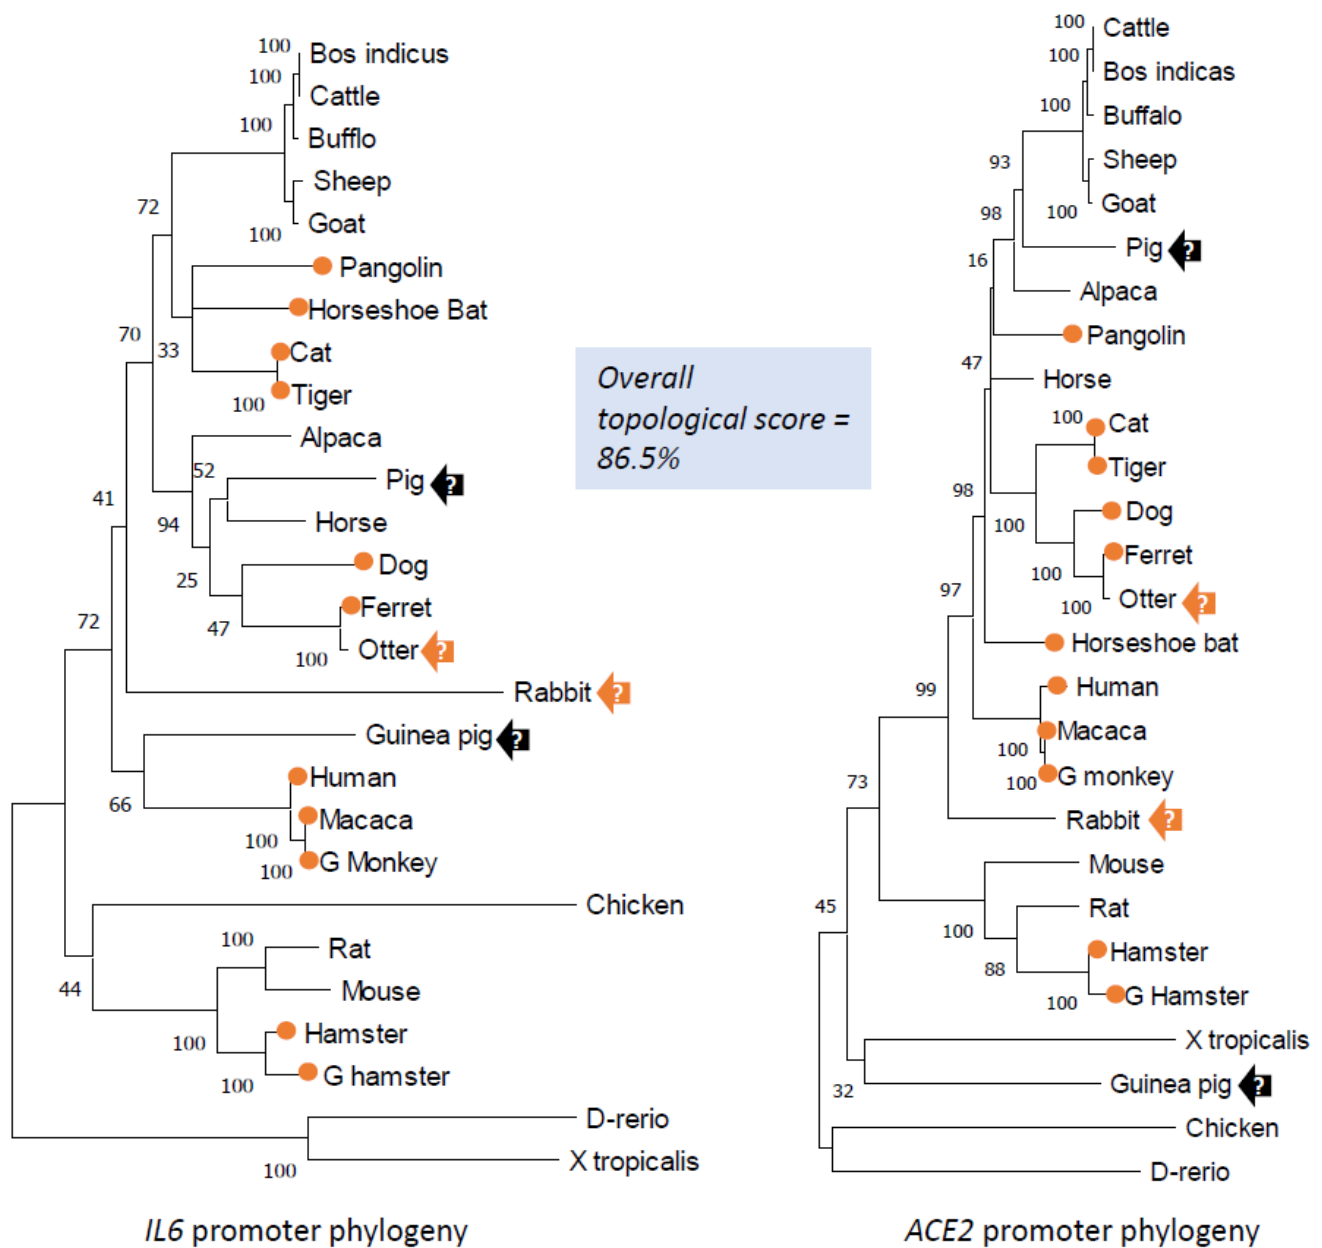 100
Bos indicus
100
Cattle
100
Bufflo
Sheep
72
100
Goat
Pangolin
Horseshoe Bat
70
33
Cat
100
Tiger
Alpaca
52
Pig
?
41
94
Horse
Dog
25
Ferret
72
47
100
Otter
?
Rabbit
?
Guinea pig
?
66
Human
Macaca
100
100
G Monkey
Chicken
100
Rat
44
Mouse
100
Hamster
100
G hamster
D-rerio
100
X tropicalis
IL6 promoter phylogeny
Overall
topological score =
86.5%
100
Cattle
100
Bos indicas
100
Buffalo
93
Sheep
98
100
Goat
16
Pig
?
Alpaca
Pangolin
47
Horse
100
Cat
Tiger
98
100
Dog
Ferret
100
97
100
Otter
?
Horseshoe bat
99
Human
Macaca
100
73
100
G monkey
Rabbit
?
Mouse
45
Rat
100
Hamster
88
100
G Hamster
X tropicalis
32
Guinea pig
?
Chicken
D-rerio
ACE2 promoter phylogeny